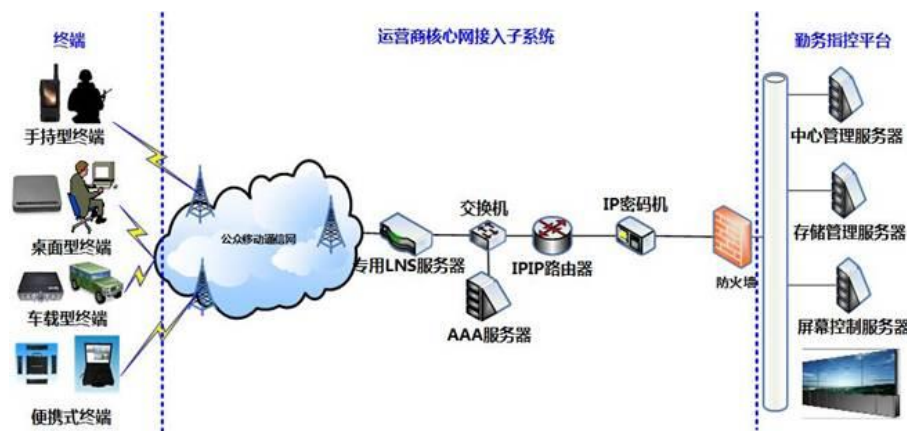 终端
运营商核心网接入子系统
勤务指控平台
手持型终端
桌面型终端
车载型终端
便携式终端
公众移动通信网
专用LNS服务器
交换机
AAA服务器
IPIP路由器
IP密码机
防火墙
中心管理服务器
存储管理服务器
屏幕控制服务器